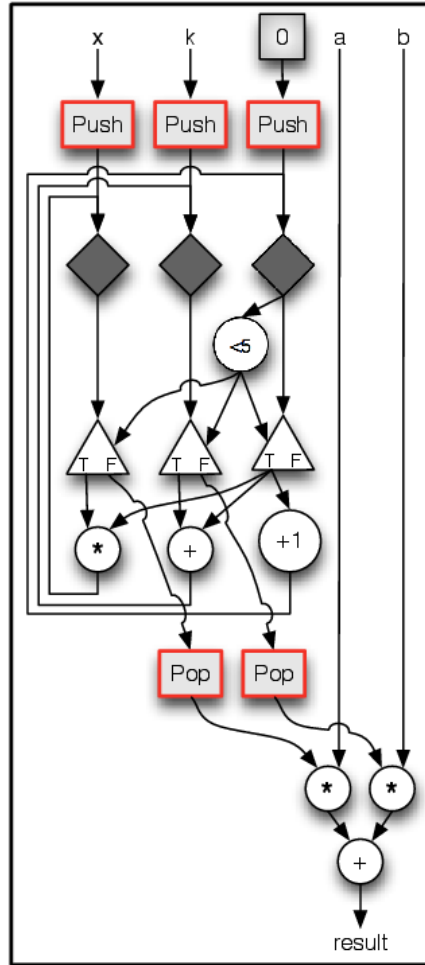 x k 0 a b
Push Push Push
<5
T F T F T F
* + +1
Pop Pop
* *
+
result